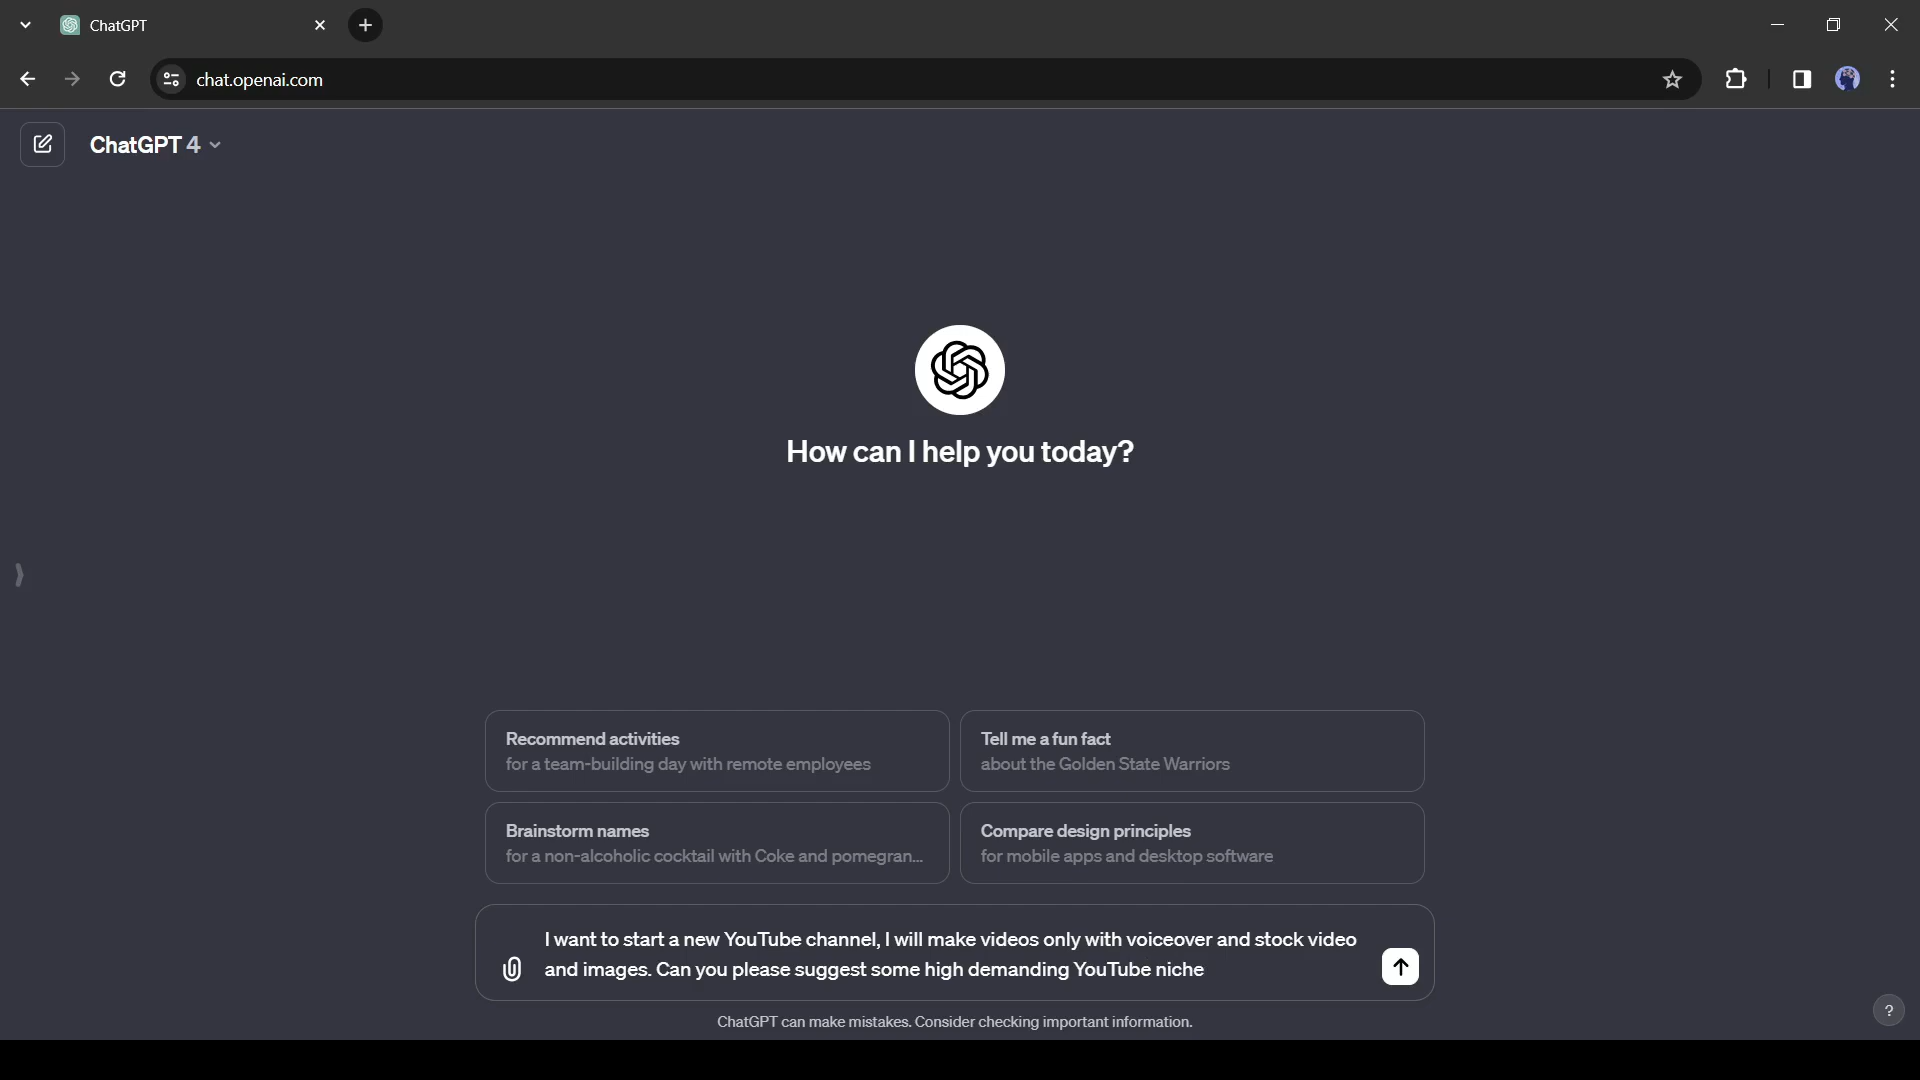 ChatGPT
chat.openai.com
ChatGPT 4
How can I help you today?
Recommend activities
for a team-building day with remote employees
Tell me a fun fact
about the Golden State Warriors
Brainstorm names
for a non-alcoholic cocktail with Coke and pomegran...
Compare design principles
for mobile apps and desktop software
I want to start a new YouTube channel, I will make videos only with voiceover and stock video
and images. Can you please suggest some high demanding YouTube niche
ChatGPT can make mistakes. Consider checking important information.
?